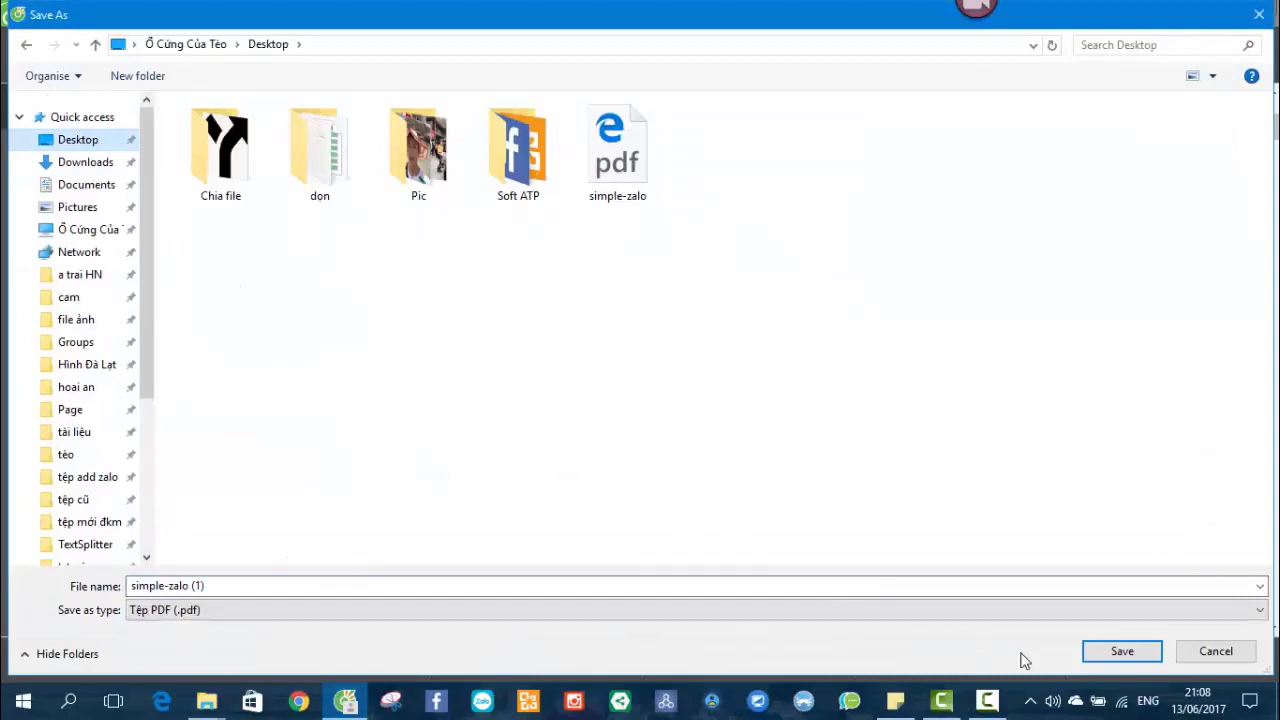 Save As
Ổ Cứng Của Tèo
Desktop
Search Desktop
Organise
New folder
Quick access
Desktop
Downloads
Documents
Pictures
Ổ Cứng Của
Network
a trai HN
cam
file ảnh
Groups
Hình Đà Lạt
hoai an
Page
tài liệu
tèo
tệp add zalo
tệp cũ
tệp mới đkm
TextSplitter
Chia file
dọn
Pic
Soft ATP
pdf
simple-zalo
File name: simple-zalo (1)
Save as type: Tệp PDF (.pdf)
Hide Folders
Save
Cancel
Zalo
ENG
21:08
13/06/2017